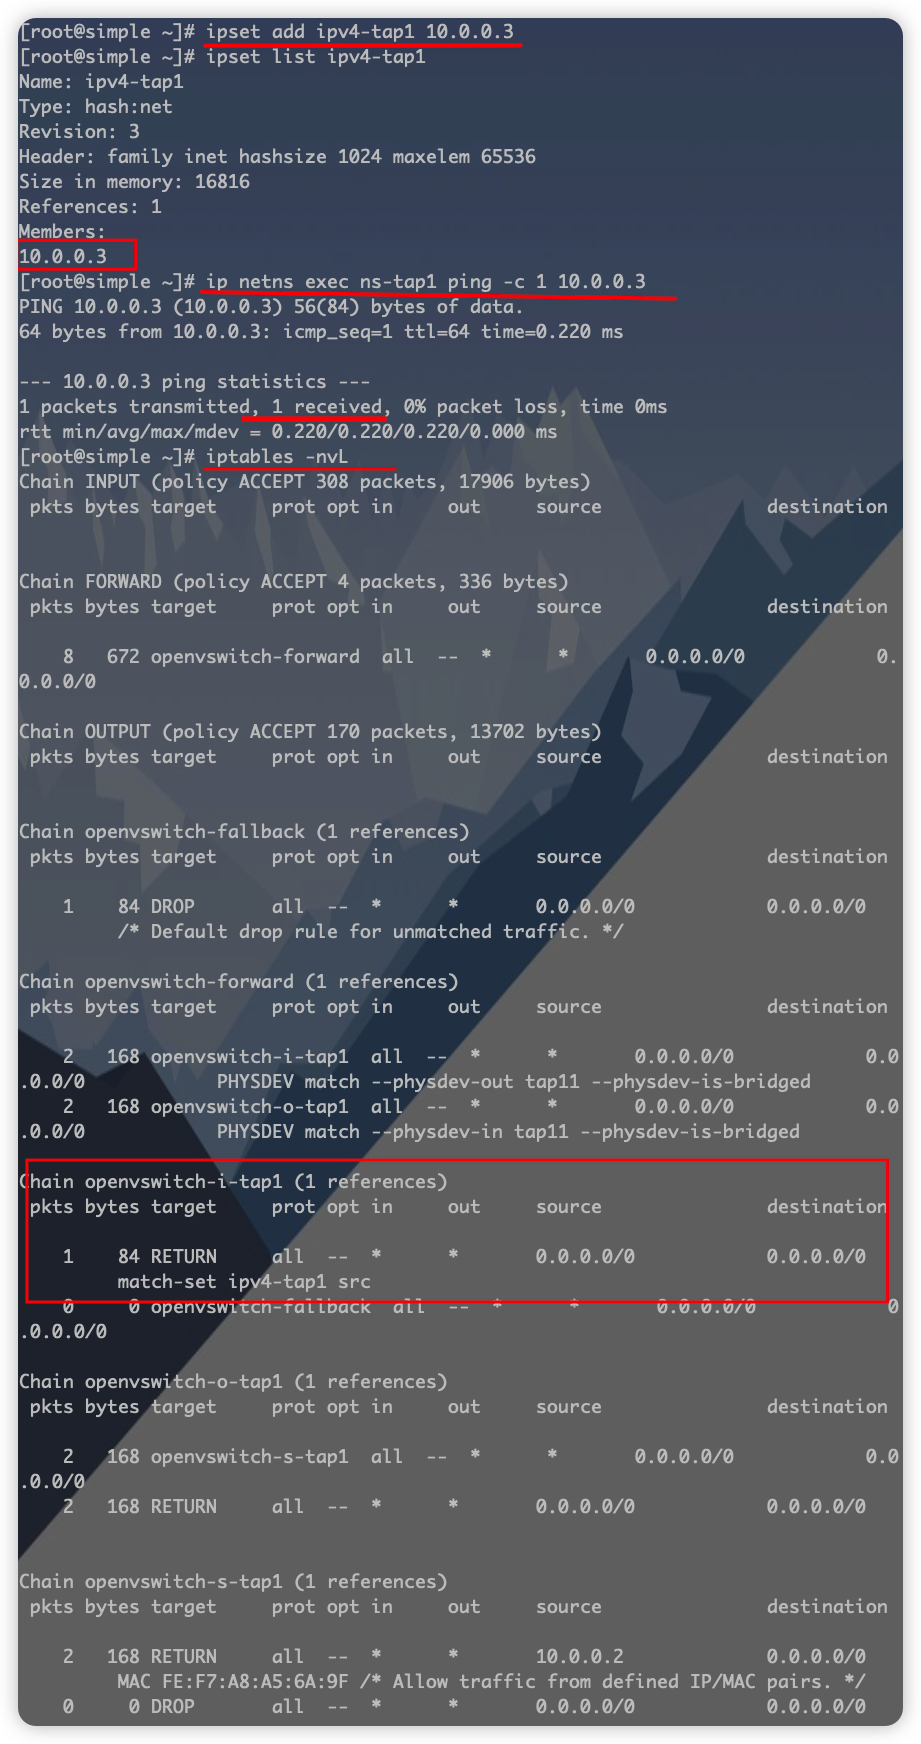 [root@simple ~]# ipset add ipv4-tap1 10.0.0.3
[root@simple ~]# ipset list ipv4-tap1
Name: ipv4-tap1
Type: hash:net
Revision: 3
Header: family inet hashsize 1024 maxelem 65536
Size in memory: 16816
References: 1
Members:
10.0.0.3
[root@simple ~]# ip netns exec ns-tap1 ping -c 1 10.0.0.3
PING 10.0.0.3 (10.0.0.3) 56(84) bytes of data.
64 bytes from 10.0.0.3: icmp_seq=1 ttl=64 time=0.220 ms
--- 10.0.0.3 ping statistics ---
1 packets transmitted, 1 received, 0% packet loss, time 0ms
rtt min/avg/max/mdev = 0.220/0.220/0.220/0.000 ms
[root@simple ~]# iptables -nvL
Chain INPUT (policy ACCEPT 308 packets, 17906 bytes)
 pkts bytes target     prot opt in     out     source               destination
Chain FORWARD (policy ACCEPT 4 packets, 336 bytes)
 pkts bytes target     prot opt in     out     source               destination
    8   672 openvswitch-forward  all  --  *      *       0.0.0.0/0            0.
0.0.0/0
Chain OUTPUT (policy ACCEPT 170 packets, 13702 bytes)
 pkts bytes target     prot opt in     out     source               destination
Chain openvswitch-fallback (1 references)
 pkts bytes target     prot opt in     out     source               destination
    1    84 DROP       all  --  *      *       0.0.0.0/0            0.0.0.0/0
         /* Default drop rule for unmatched traffic. */
Chain openvswitch-forward (1 references)
 pkts bytes target     prot opt in     out     source               destination
    2   168 openvswitch-i-tap1  all  --  *      *       0.0.0.0/0            0.0
.0.0/0            PHYSDEV match --physdev-out tap11 --physdev-is-bridged
    2   168 openvswitch-o-tap1  all  --  *      *       0.0.0.0/0            0.0
.0.0/0            PHYSDEV match --physdev-in tap11 --physdev-is-bridged
Chain openvswitch-i-tap1 (1 references)
 pkts bytes target     prot opt in     out     source               destination
    1    84 RETURN     all  --  *      *       0.0.0.0/0            0.0.0.0/0
         match-set ipv4-tap1 src
    0     0 openvswitch-fallback  all  --  *      *       0.0.0.0/0            0
.0.0.0/0
Chain openvswitch-o-tap1 (1 references)
 pkts bytes target     prot opt in     out     source               destination
    2   168 openvswitch-s-tap1  all  --  *      *       0.0.0.0/0            0.0
.0.0/0
    2   168 RETURN     all  --  *      *       0.0.0.0/0            0.0.0.0/0
Chain openvswitch-s-tap1 (1 references)
 pkts bytes target     prot opt in     out     source               destination
    2   168 RETURN     all  --  *      *       10.0.0.2             0.0.0.0/0
         MAC FE:F7:A8:A5:6A:9F /* Allow traffic from defined IP/MAC pairs. */
    0     0 DROP       all  --  *      *       0.0.0.0/0            0.0.0.0/0